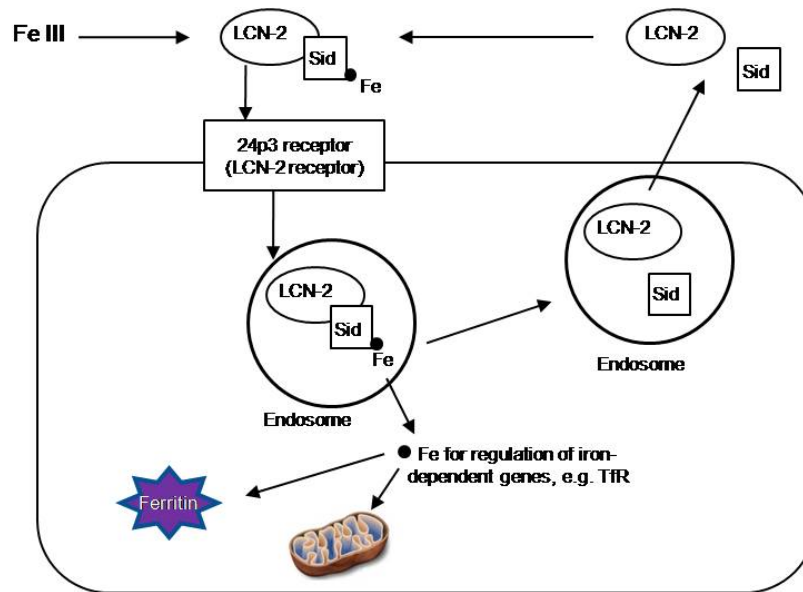 Fe III
LCN-2
Sid
Fe
LCN-2
Sid
24p3 receptor
(LCN-2 receptor)
LCN-2
Sid
Fe
Endosome
LCN-2
Sid
Endosome
Fe for regulation of iron-
dependent genes, e.g. TfR
Ferritin